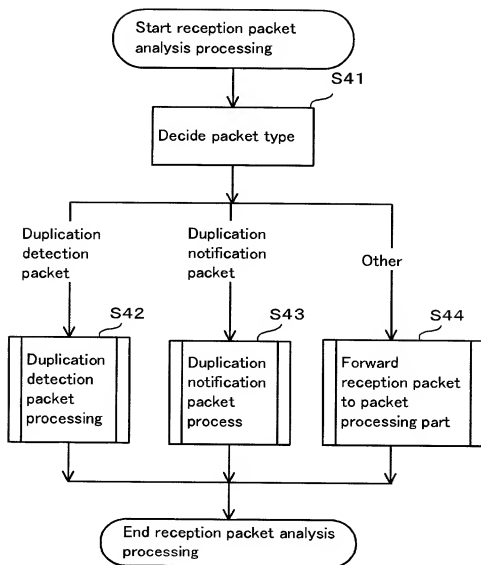 Start reception packet
analysis processing
S41
Decide packet type
Duplication
detection
packet
Duplication
notification
packet
Other
S42
Duplication
detection
packet
processing
S43
Duplication
notification
packet
process
S44
Forward
reception packet
to packet
processing part
End reception packet analysis
processing